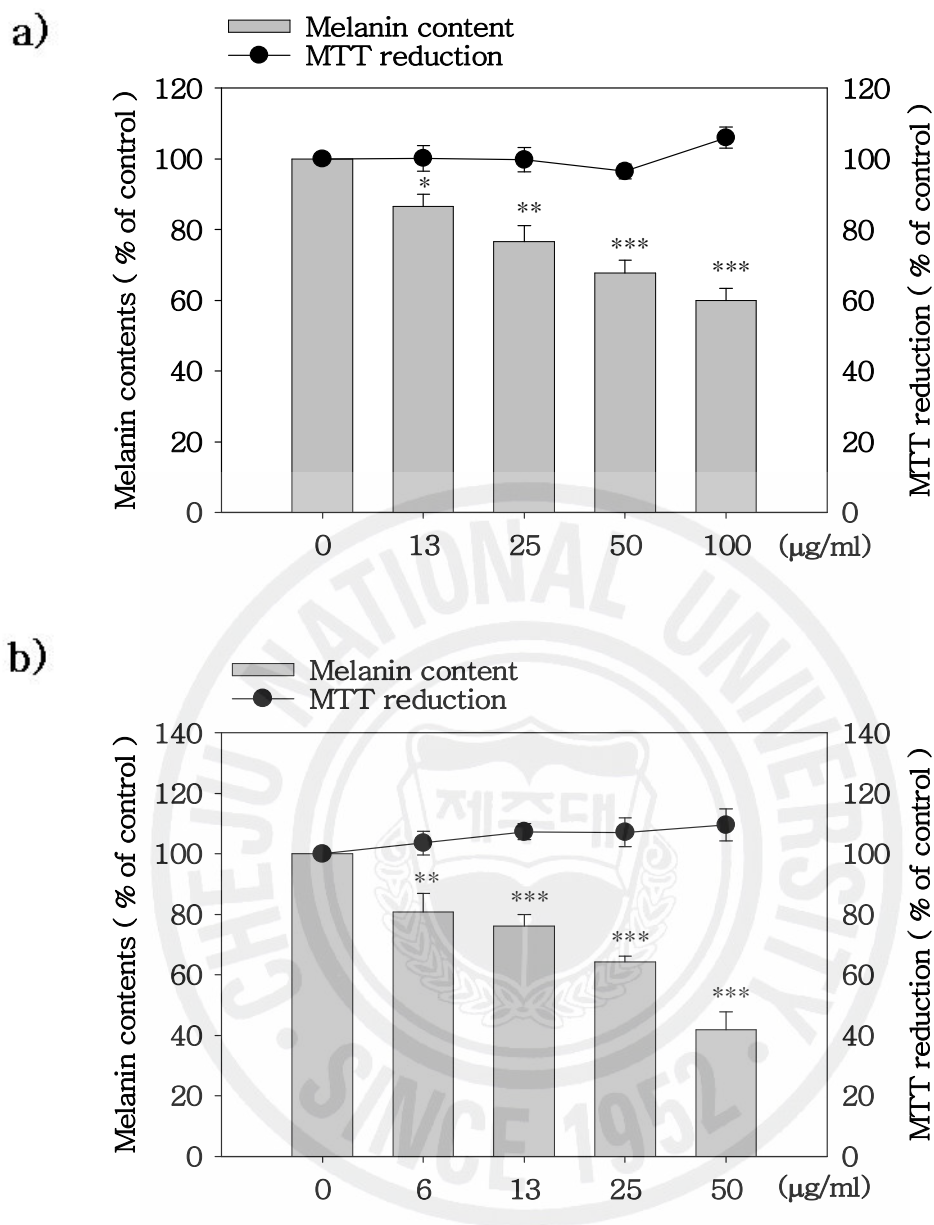 a)
Melanin content
MTT reduction
120
100
80
60
40
20
0
Melanin contents ( % of control )
120
100
80
60
40
20
0
MTT reduction ( % of control )
*
**
***
***
0 13 25 50 100 (μg/ml)
b)
Melanin content
MTT reduction
140
120
100
80
60
40
20
0
Melanin contents ( % of control )
140
120
100
80
60
40
20
0
MTT reduction ( % of control )
**
***
***
***
0 6 13 25 50 (μg/ml)
CHEJU NATIONAL UNIVERSITY
제주대
SINCE 1952